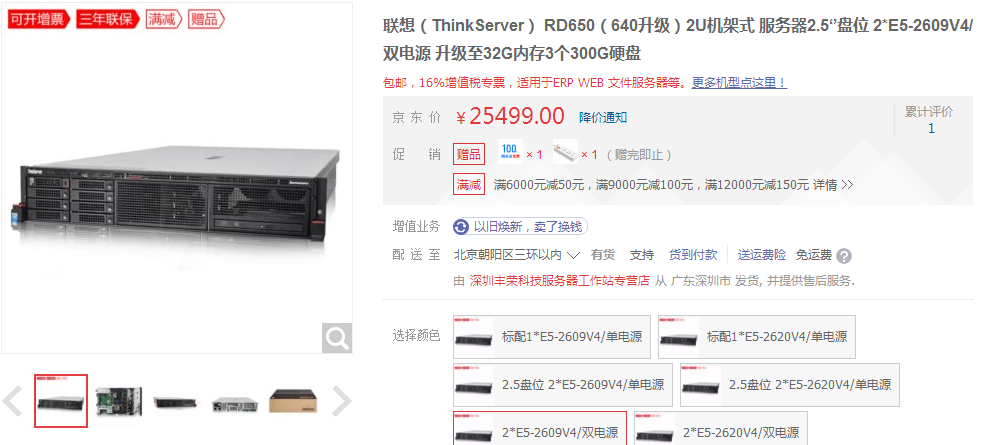 可开增票 三年联保 满减 赠品
联想（ThinkServer） RD650（640升级）2U机架式 服务器2.5‘’盘位 2*E5-2609V4/
双电源 升级至32G内存3个300G硬盘
包邮，16%增值税专票，适用于ERP WEB 文件服务器等。更多机型点这里！
京东价 ￥25499.00 降价通知
累计评价
1
促销 赠品 × 1 × 1 （赠完即止）
满减 满6000元减50元，满9000元减100元，满12000元减150元 详情 >>
增值业务 以旧焕新，卖了换钱
配送至 北京朝阳区三环以内 有货 支持 货到付款 送运费险 免运费 ?
由 深圳丰荣科技服务器工作站专营店 从 广东深圳市 发货, 并提供售后服务.
选择颜色 标配1*E5-2609V4/单电源 标配1*E5-2620V4/单电源
2.5盘位 2*E5-2609V4/单电源 2.5盘位 2*E5-2620V4/单电源
2*E5-2609V4/双电源 2*E5-2620V4/双电源